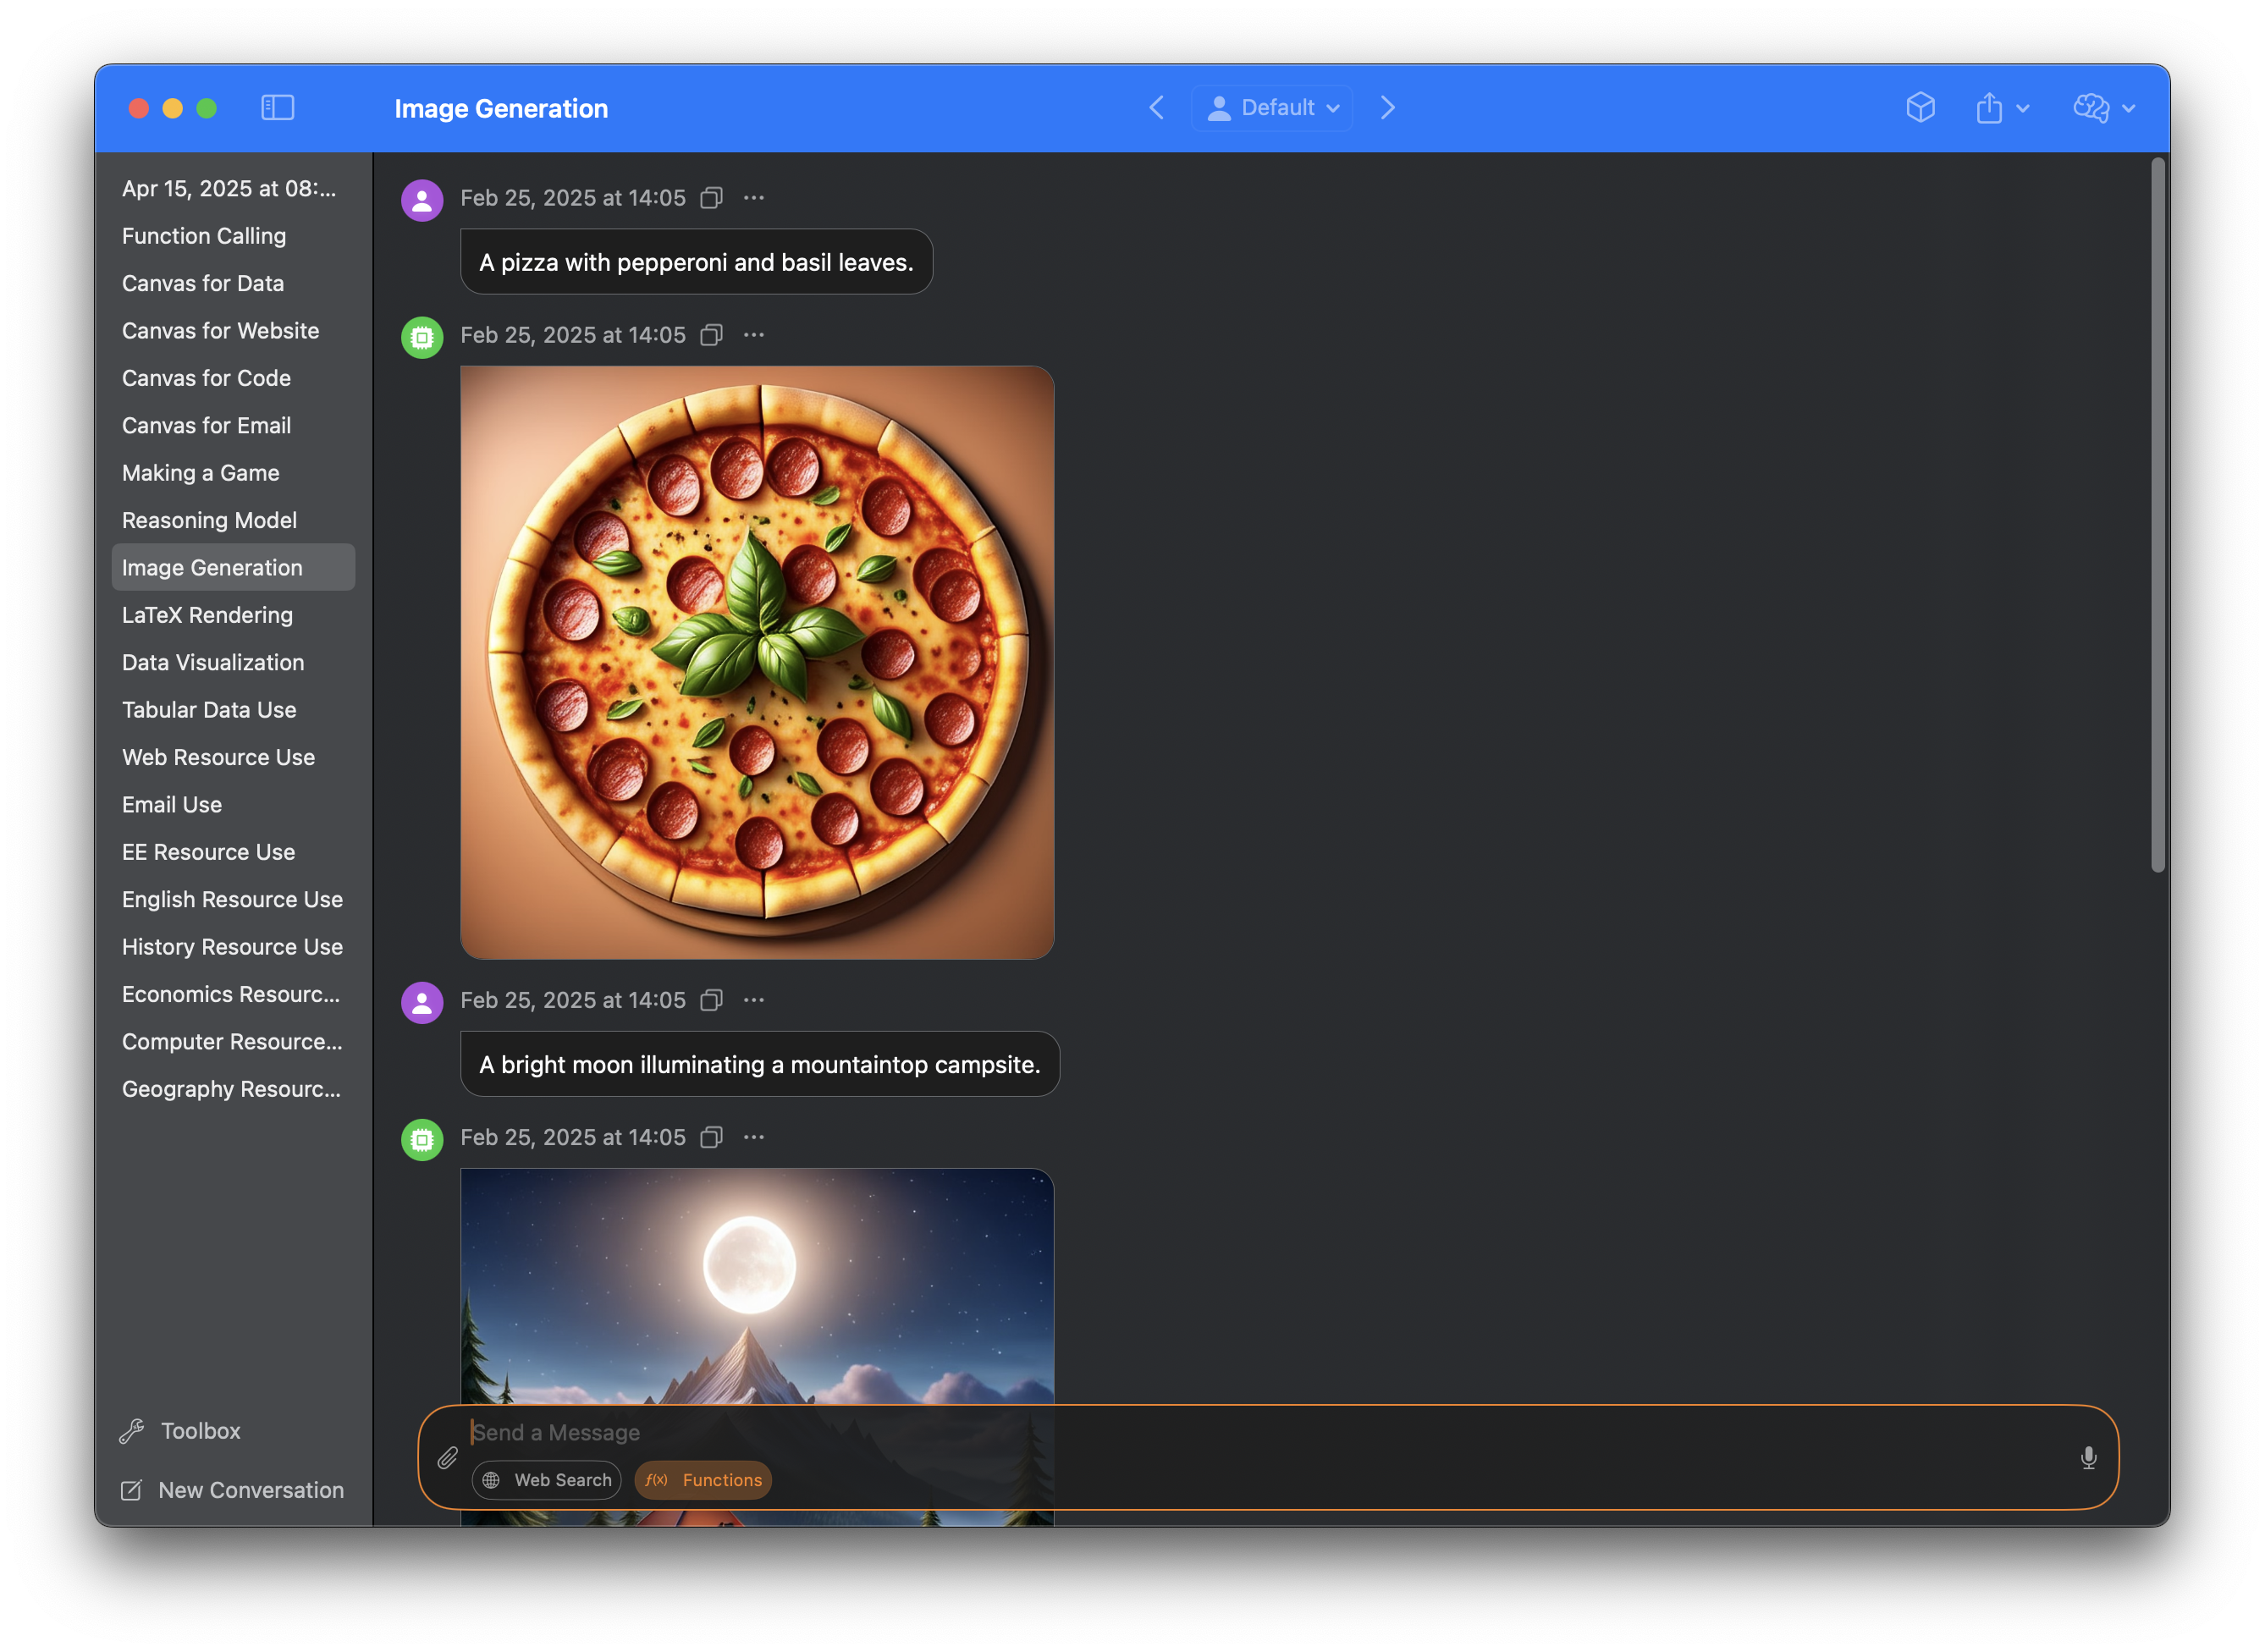 Image Generation
Default
Apr 15, 2025 at 08:...
Function Calling
Canvas for Data
Canvas for Website
Canvas for Code
Canvas for Email
Making a Game
Reasoning Model
Image Generation
LaTeX Rendering
Data Visualization
Tabular Data Use
Web Resource Use
Email Use
EE Resource Use
English Resource Use
History Resource Use
Economics Resourc...
Computer Resource...
Geography Resourc...
Toolbox
New Conversation
Feb 25, 2025 at 14:05
A pizza with pepperoni and basil leaves.
Feb 25, 2025 at 14:05
Feb 25, 2025 at 14:05
A bright moon illuminating a mountaintop campsite.
Feb 25, 2025 at 14:05
Send a Message
Web Search
f(x) Functions